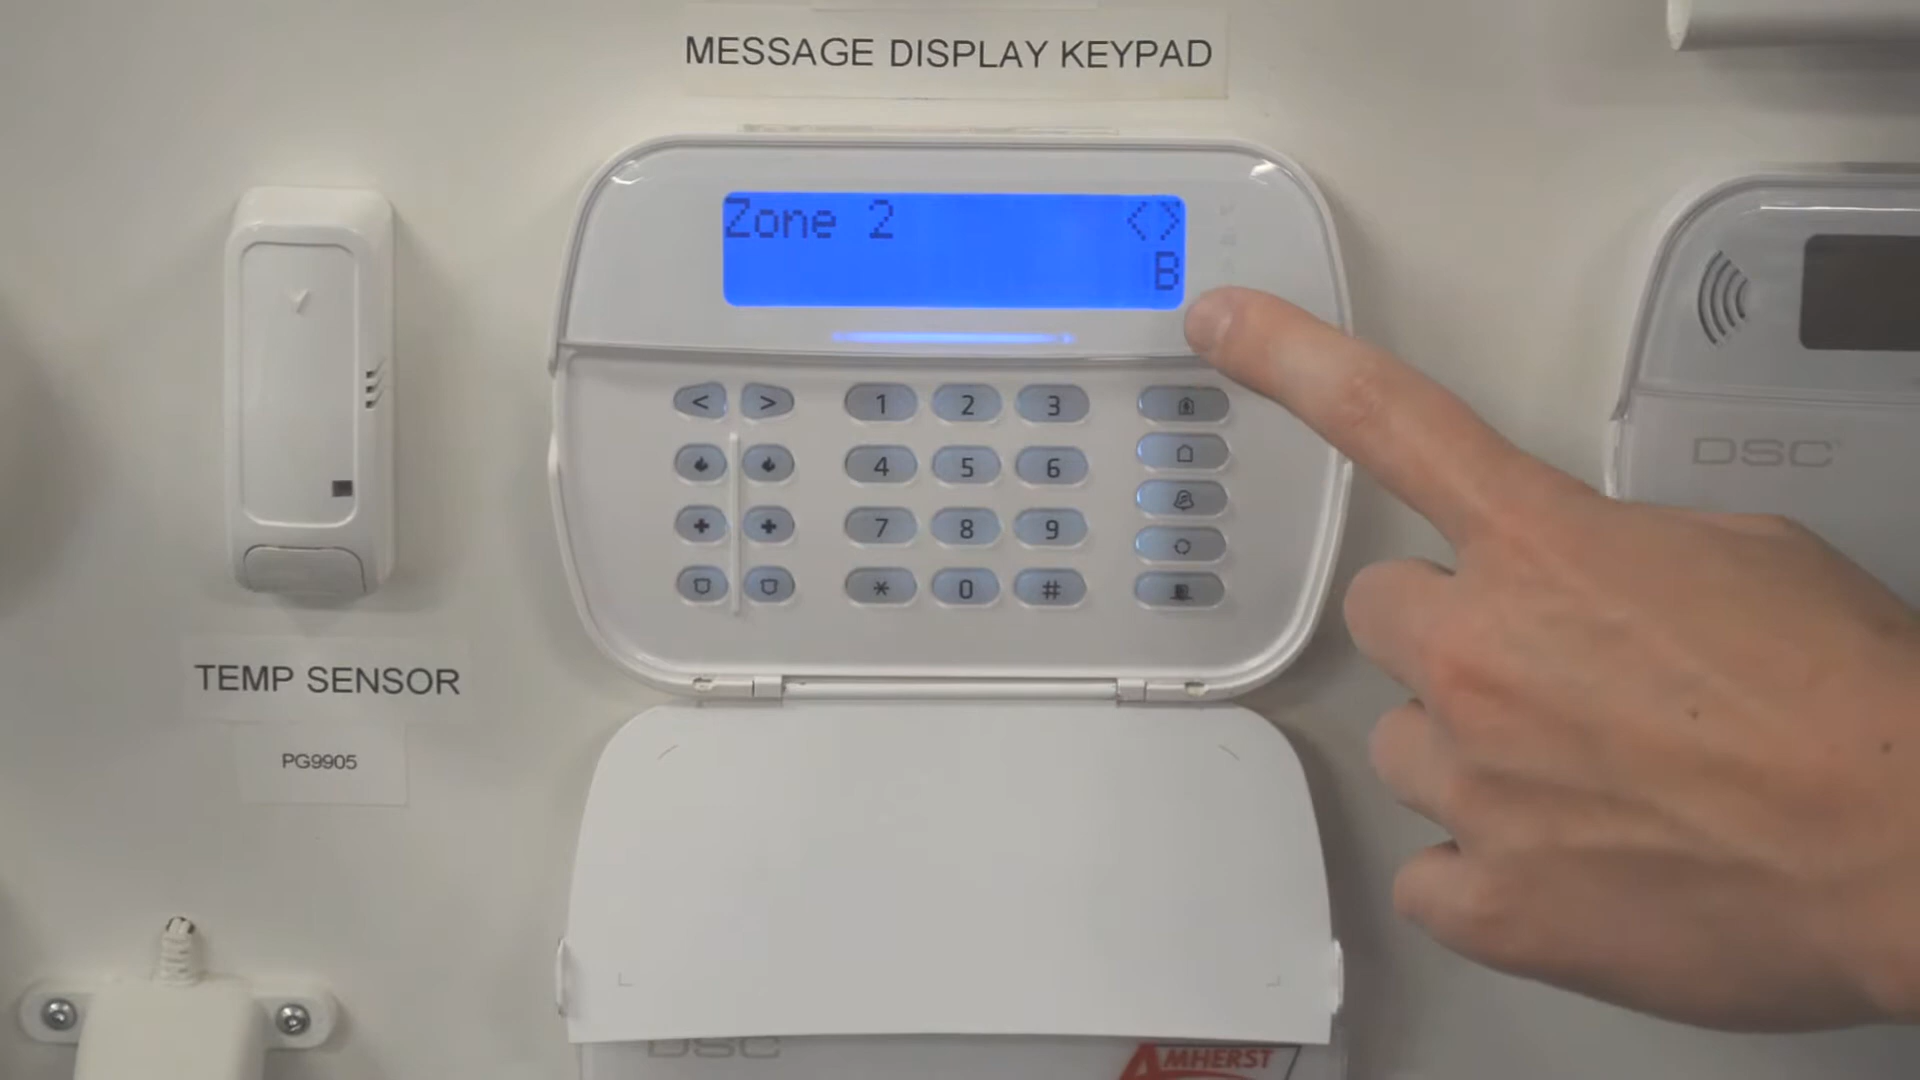 MESSAGE DISPLAY KEYPAD
Zone 2 <>
B
< > 1 2 3
4 5 6
7 8 9
* 0 #
DSC
TEMP SENSOR
PG9905
DSC
AMHERST